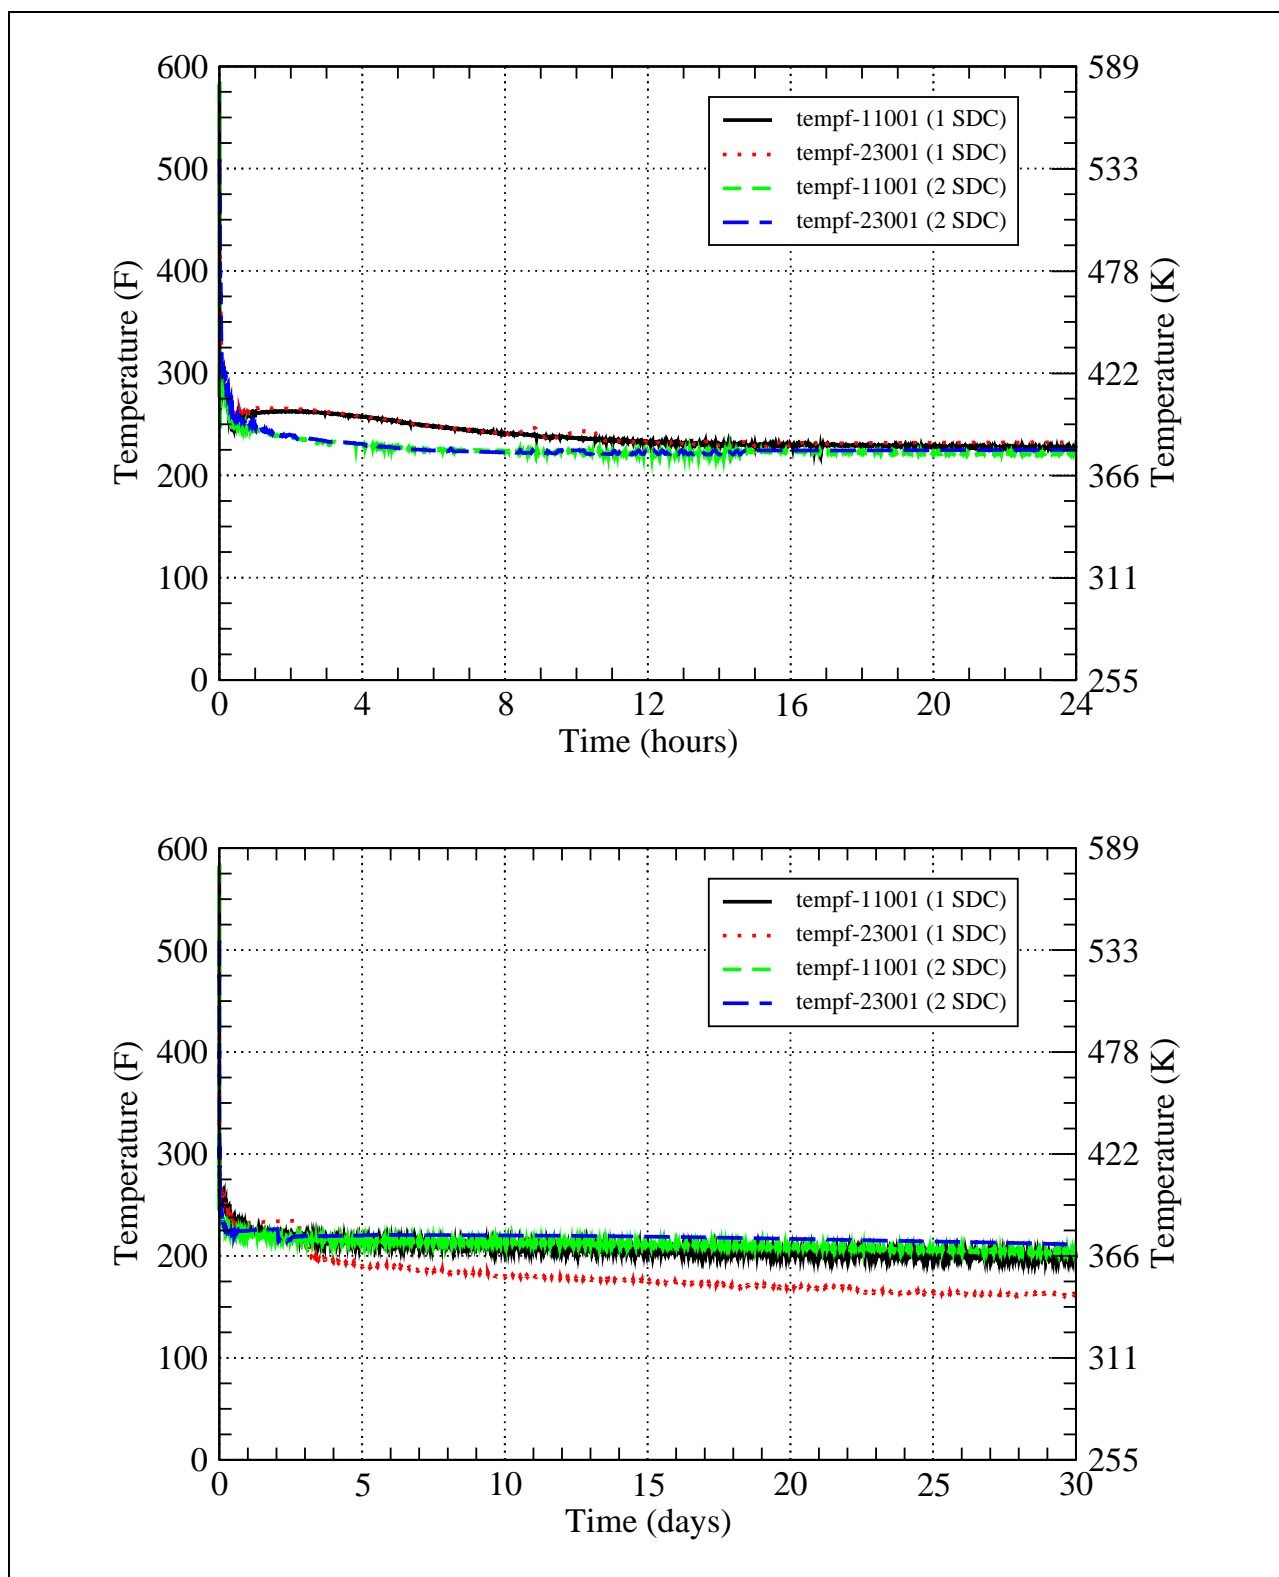 600
589
tempf-11001 (1 SDC)
tempf-23001 (1 SDC)
tempf-11001 (2 SDC)
tempf-23001 (2 SDC)
500
533
400
478
Temperature (F)
Temperature (K)
300
422
200
366
100
311
0
255
0 4 8 12 16 20 24
Time (hours)
600
589
tempf-11001 (1 SDC)
tempf-23001 (1 SDC)
tempf-11001 (2 SDC)
tempf-23001 (2 SDC)
500
533
400
478
Temperature (F)
Temperature (K)
300
422
200
366
100
311
0
255
0 5 10 15 20 25 30
Time (days)